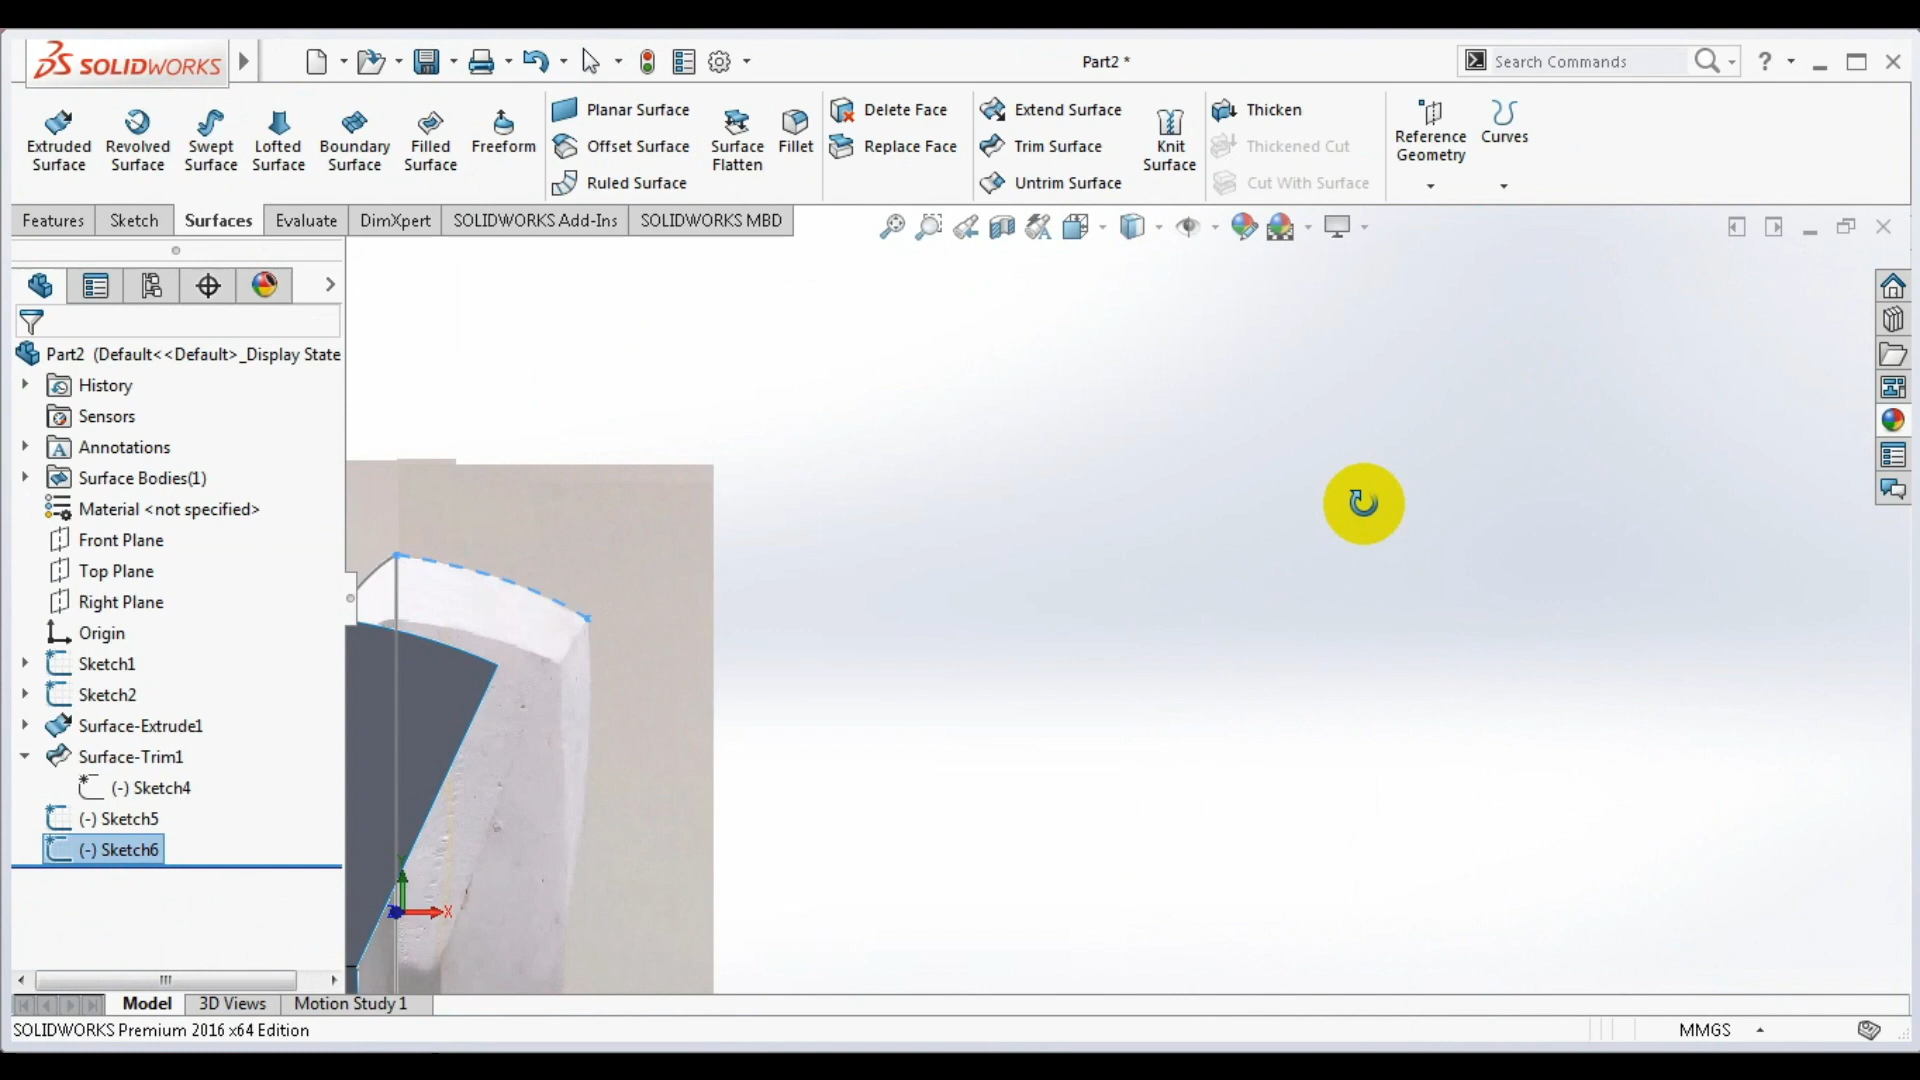 SOLIDWORKS
Part2 *
Search Commands
Extruded Surface
Revolved Surface
Swept Surface
Lofted Surface
Boundary Surface
Filled Surface
Freeform
Planar Surface
Offset Surface
Ruled Surface
Surface Flatten
Fillet
Delete Face
Replace Face
Extend Surface
Trim Surface
Untrim Surface
Knit Surface
Thicken
Thickened Cut
Cut With Surface
Reference Geometry
Curves
Features
Sketch
Surfaces
Evaluate
DimXpert
SOLIDWORKS Add-Ins
SOLIDWORKS MBD
Part2 (Default<<Default>_Display State
History
Sensors
Annotations
Surface Bodies(1)
Material <not specified>
Front Plane
Top Plane
Right Plane
Origin
Sketch1
Sketch2
Surface-Extrude1
Surface-Trim1
(-) Sketch4
(-) Sketch5
(-) Sketch6
Y
X
Model
3D Views
Motion Study 1
SOLIDWORKS Premium 2016 x64 Edition
MMGS